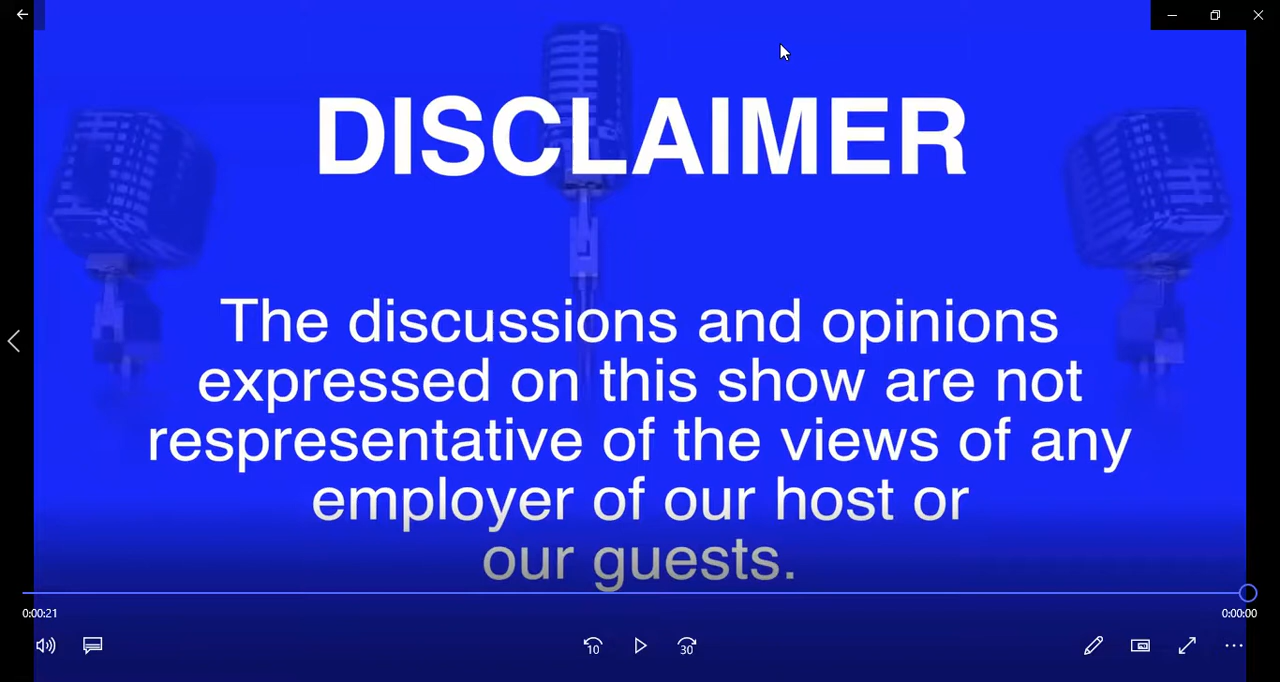 DISCLAIMER
The discussions and opinions
expressed on this show are not
respresentative of the views of any
employer of our host or
our guests.
0:00:21
0:00:00
10
30